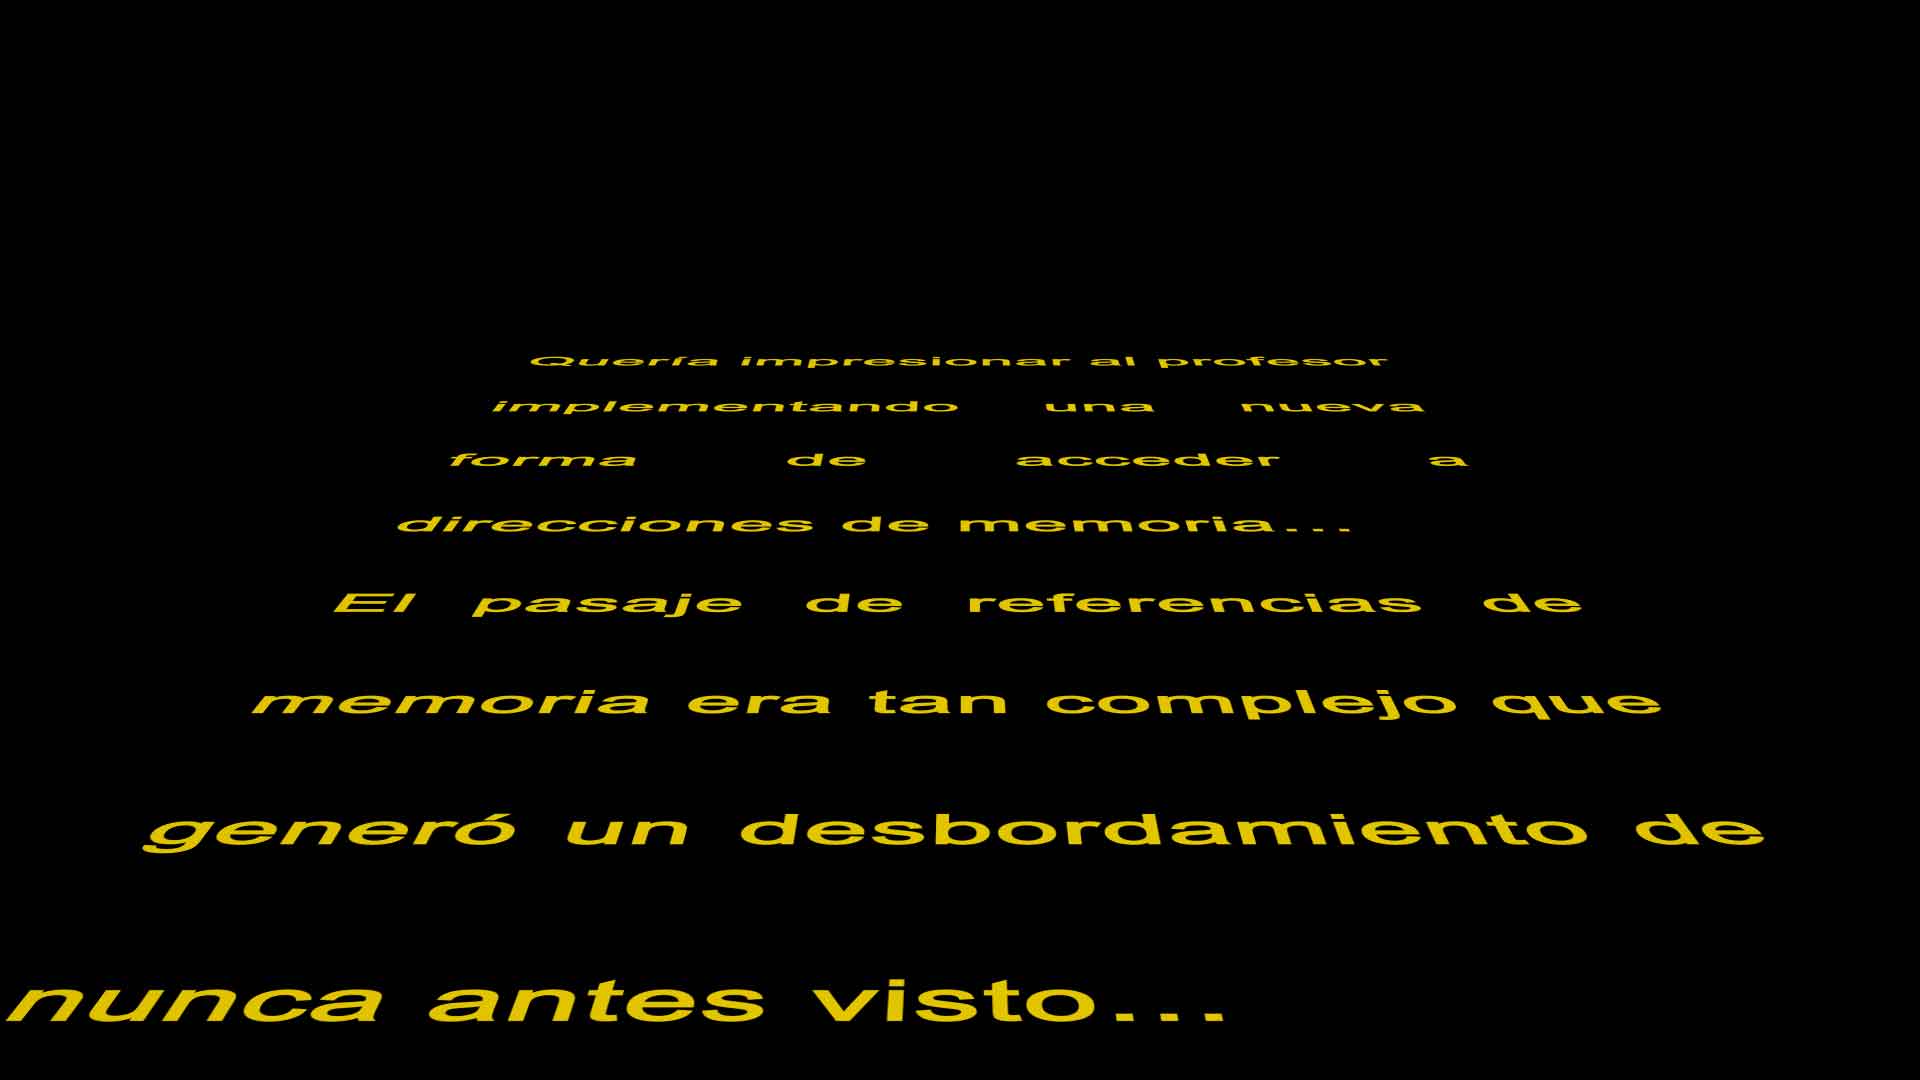 Quería impresionar al profesor
implementando una nueva
forma de acceder a
direcciones de memoria...
El pasaje de referencias de
memoria era tan complejo que
generó un desbordamiento de
nunca antes visto...